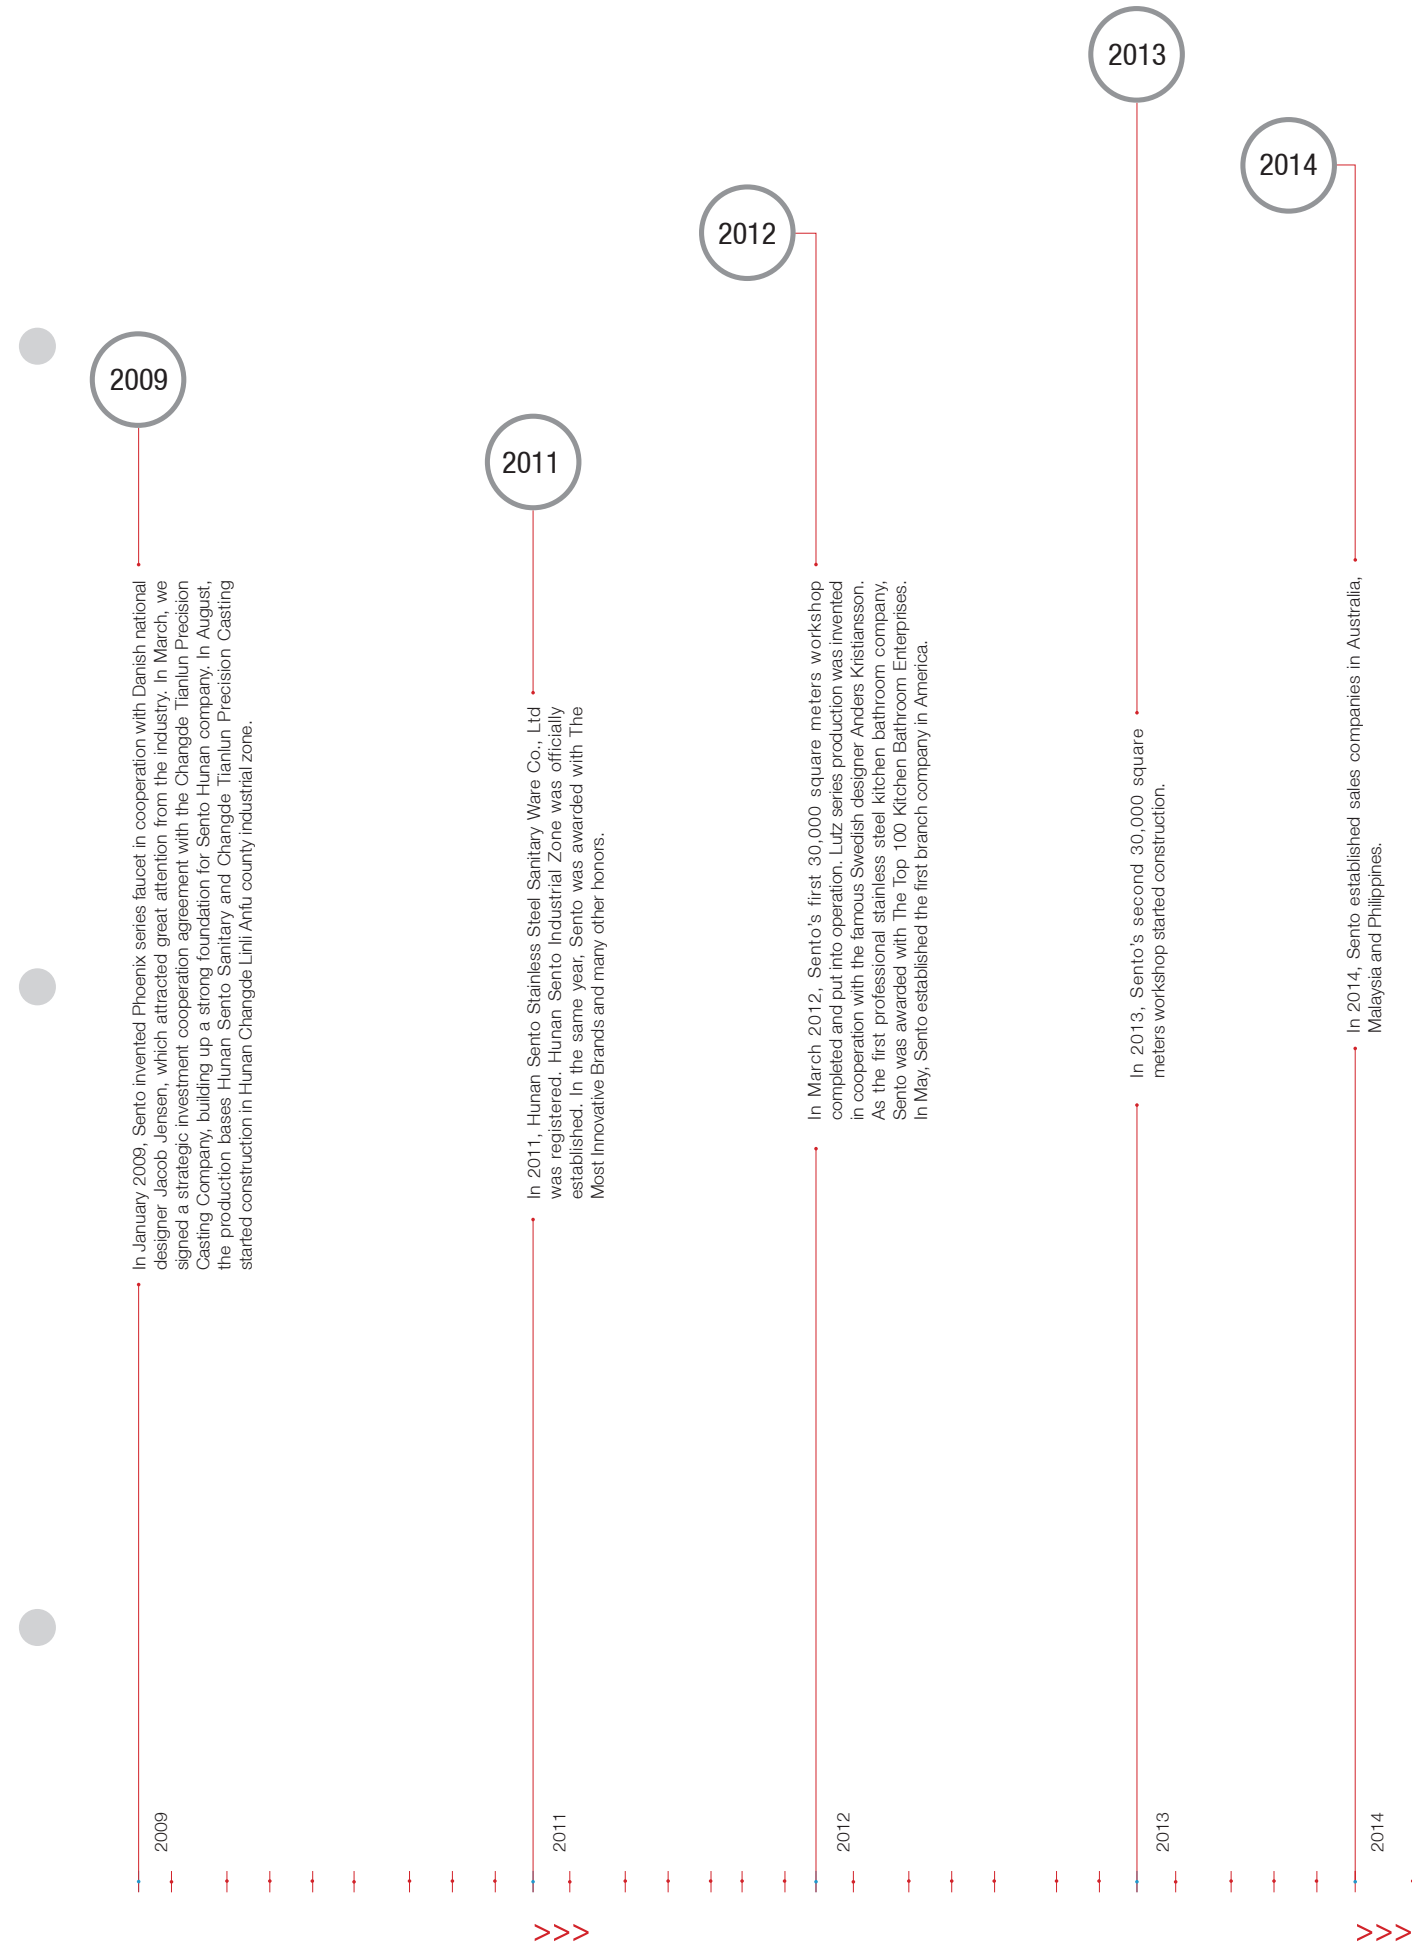 2009
In January 2009, Sento invented Phoenix series faucet in cooperation with Danish national
designer Jacob Jensen, which attracted great attention from the industry. In March, we
signed a strategic investment cooperation agreement with the Changde Tianlun Precision
Casting Company, building up a strong foundation for Sento Hunan company. In August,
the production bases Hunan Sento Sanitary and Changde Tianlun Precision Casting
started construction in Hunan Changde Linli Anfu county industrial zone.
2009
2011
In 2011, Hunan Sento Stainless Steel Sanitary Ware Co., Ltd
was registered. Hunan Sento Industrial Zone was officially
established. In the same year, Sento was awarded with The
Most Innovative Brands and many other honors.
2011
>>>
2012
In March 2012, Sento's first 30,000 square meters workshop
completed and put into operation. Lutz series production was invented
in cooperation with the famous Swedish designer Anders Kristiansson.
As the first professional stainless steel kitchen bathroom company,
Sento was awarded with The Top 100 Kitchen Bathroom Enterprises.
In May, Sento established the first branch company in America.
2012
2013
In 2013, Sento's second 30,000 square
meters workshop started construction.
2013
2014
In 2014, Sento established sales companies in Australia,
Malaysia and Philippines.
2014
>>>